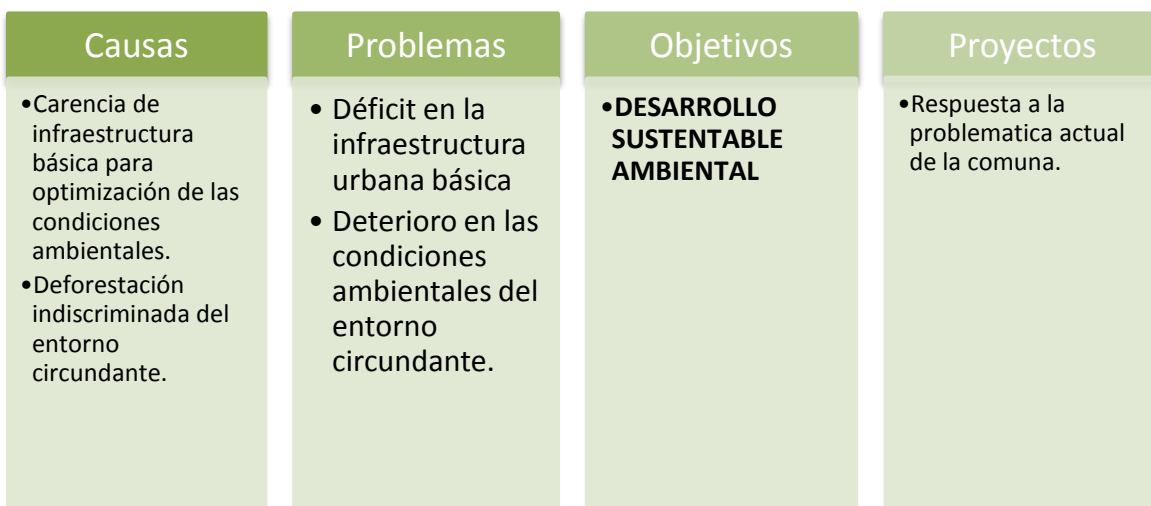 Causas
•Carencia de
infraestructura
básica para
optimización de las
condiciones
ambientales.
•Deforestación
indiscriminada del
entorno
circundante.
Problemas
• Déficit en la
infraestructura
urbana básica
• Deterioro en las
condiciones
ambientales del
entorno
circundante.
Objetivos
•DESARROLLO
SUSTENTABLE
AMBIENTAL
Proyectos
•Respuesta a la
problematica actual
de la comuna.